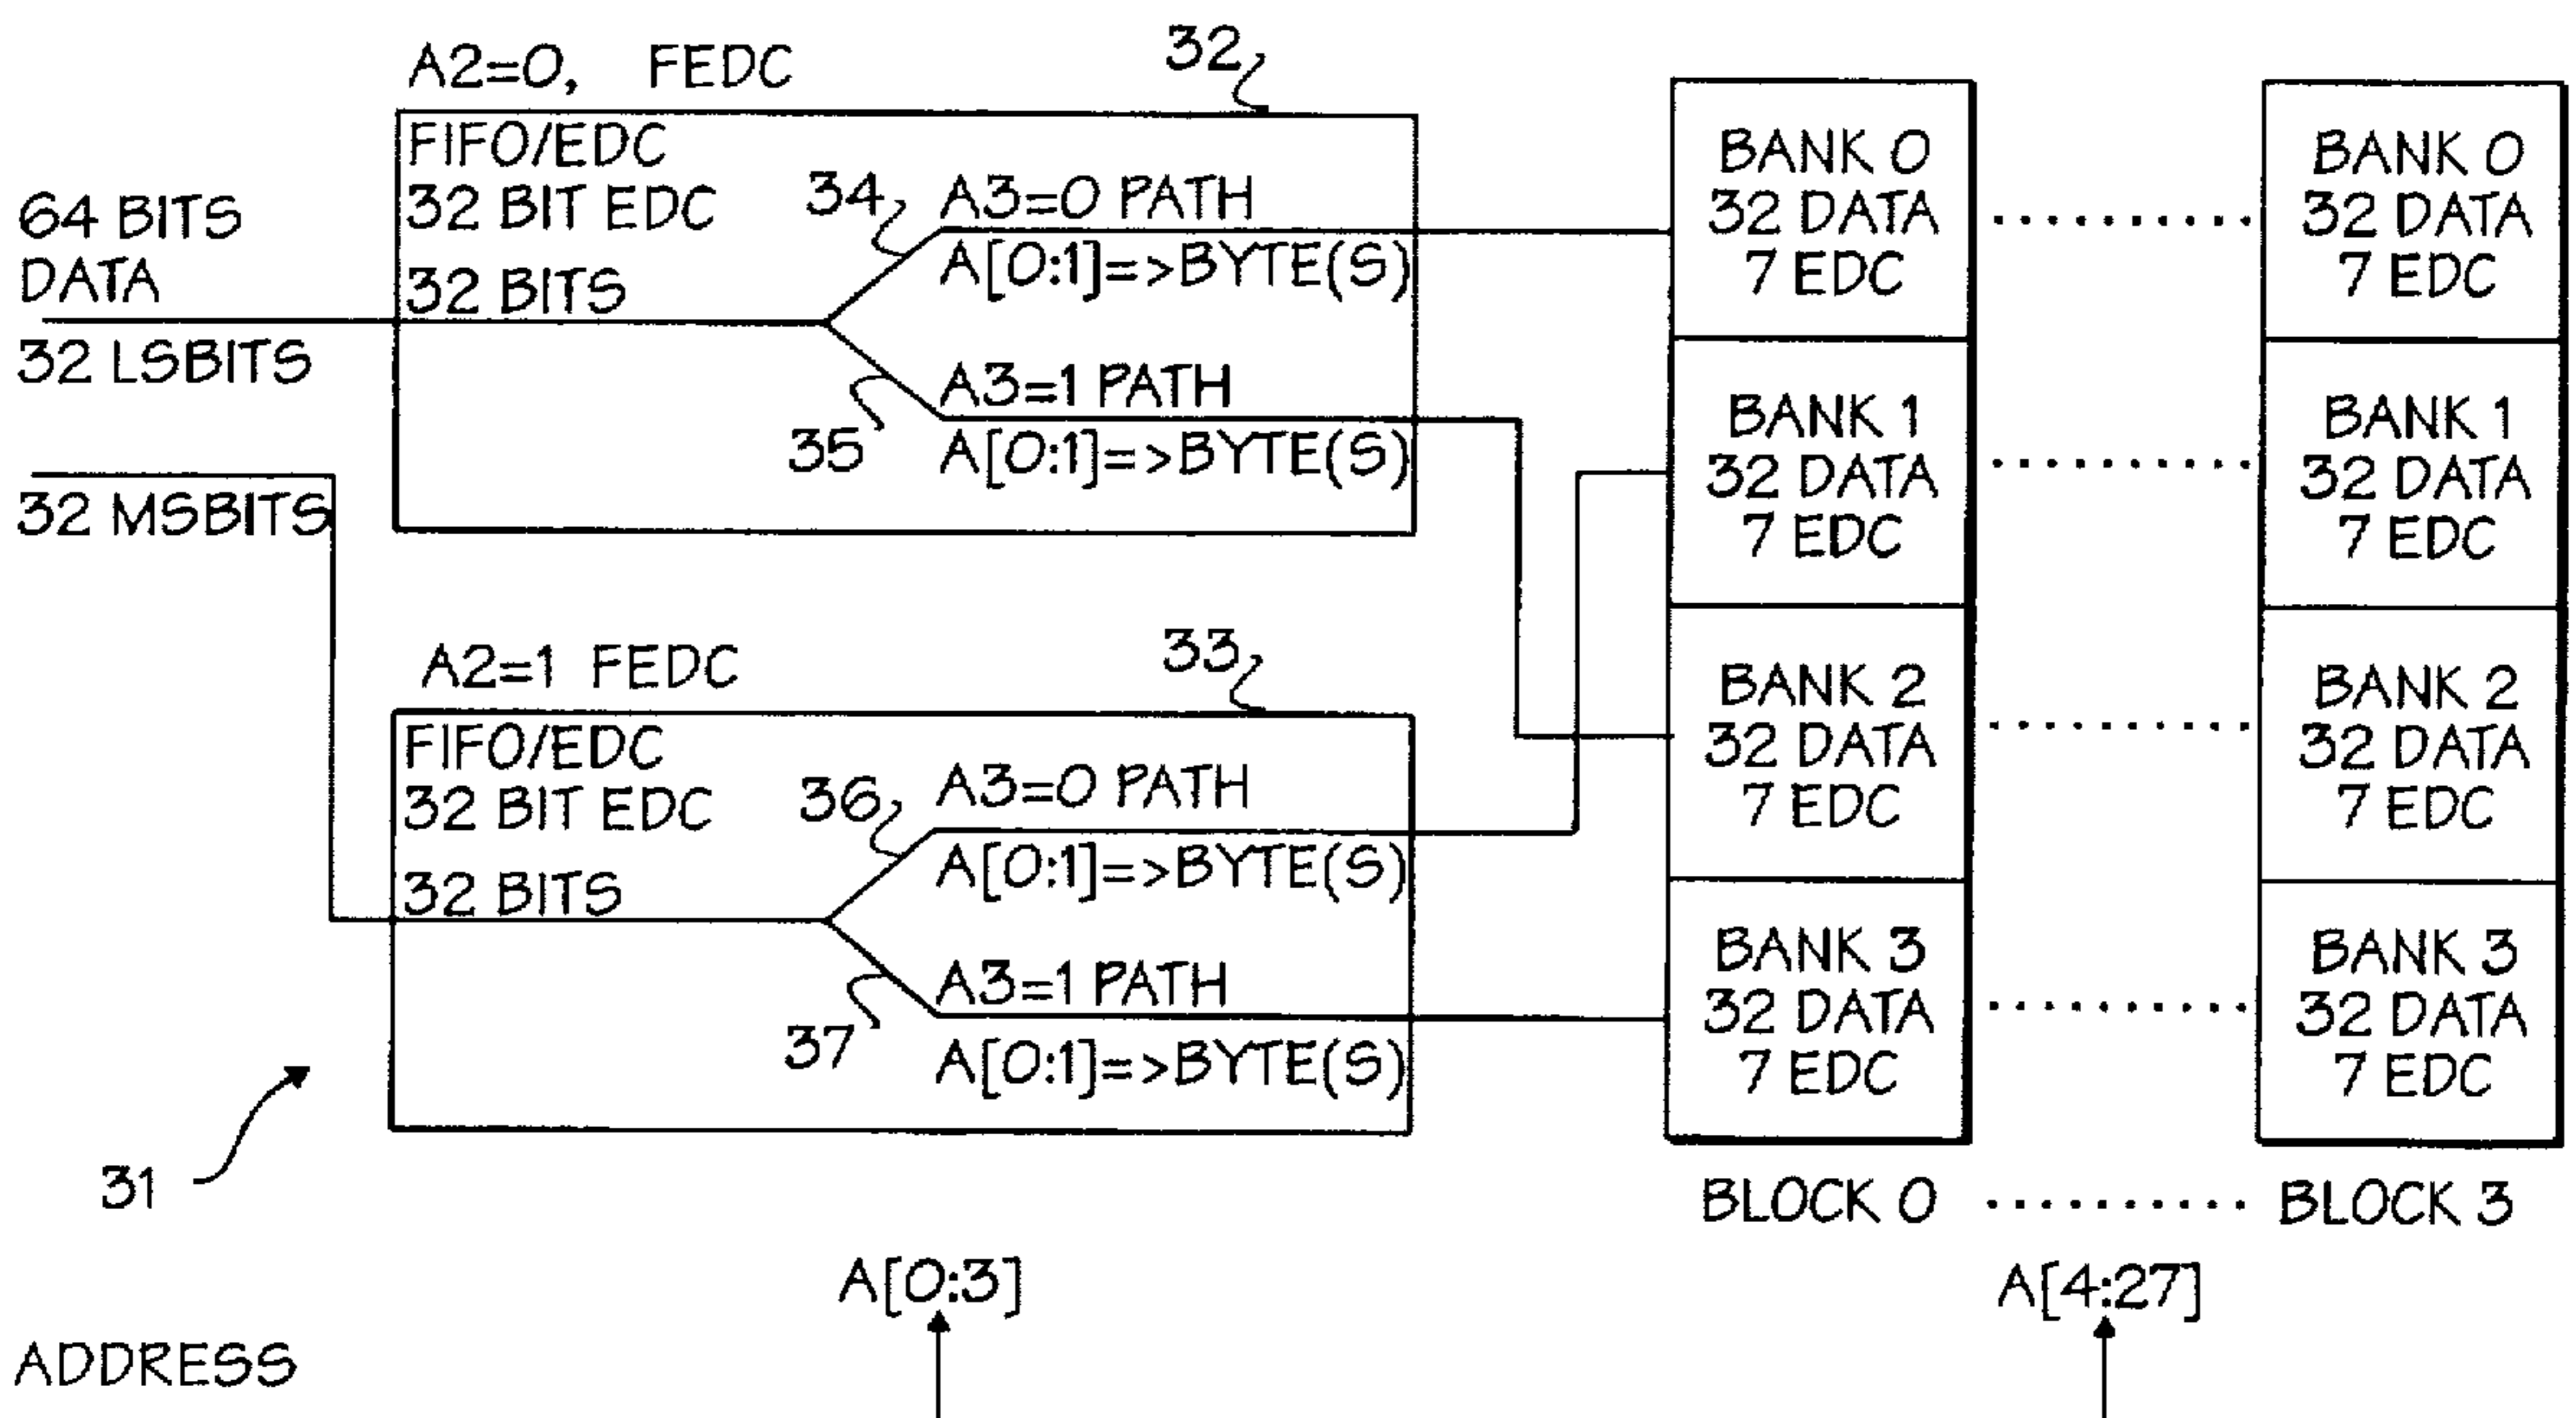 A2=0, FEDC
32
FIFO/EDC
32 BIT EDC
32 BITS
34
A3=0 PATH
A[0:1]=>BYTE(S)
35
A3=1 PATH
A[0:1]=>BYTE(S)
64 BITS
DATA
32 LSBITS
32 MSBITS
A2=1 FEDC
33
FIFO/EDC
32 BIT EDC
32 BITS
36
A3=0 PATH
A[0:1]=>BYTE(S)
37
A3=1 PATH
A[0:1]=>BYTE(S)
31
BANK 0
32 DATA
7 EDC
BANK 1
32 DATA
7 EDC
BANK 2
32 DATA
7 EDC
BANK 3
32 DATA
7 EDC
BLOCK 0
BANK 0
32 DATA
7 EDC
BANK 1
32 DATA
7 EDC
BANK 2
32 DATA
7 EDC
BANK 3
32 DATA
7 EDC
BLOCK 3
A[0:3]
A[4:27]
ADDRESS